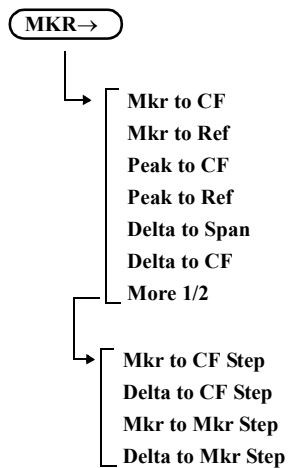 MKR→
Mkr to CF
Mkr to Ref
Peak to CF
Peak to Ref
Delta to Span
Delta to CF
More 1/2
Mkr to CF Step
Delta to CF Step
Mkr to Mkr Step
Delta to Mkr Step